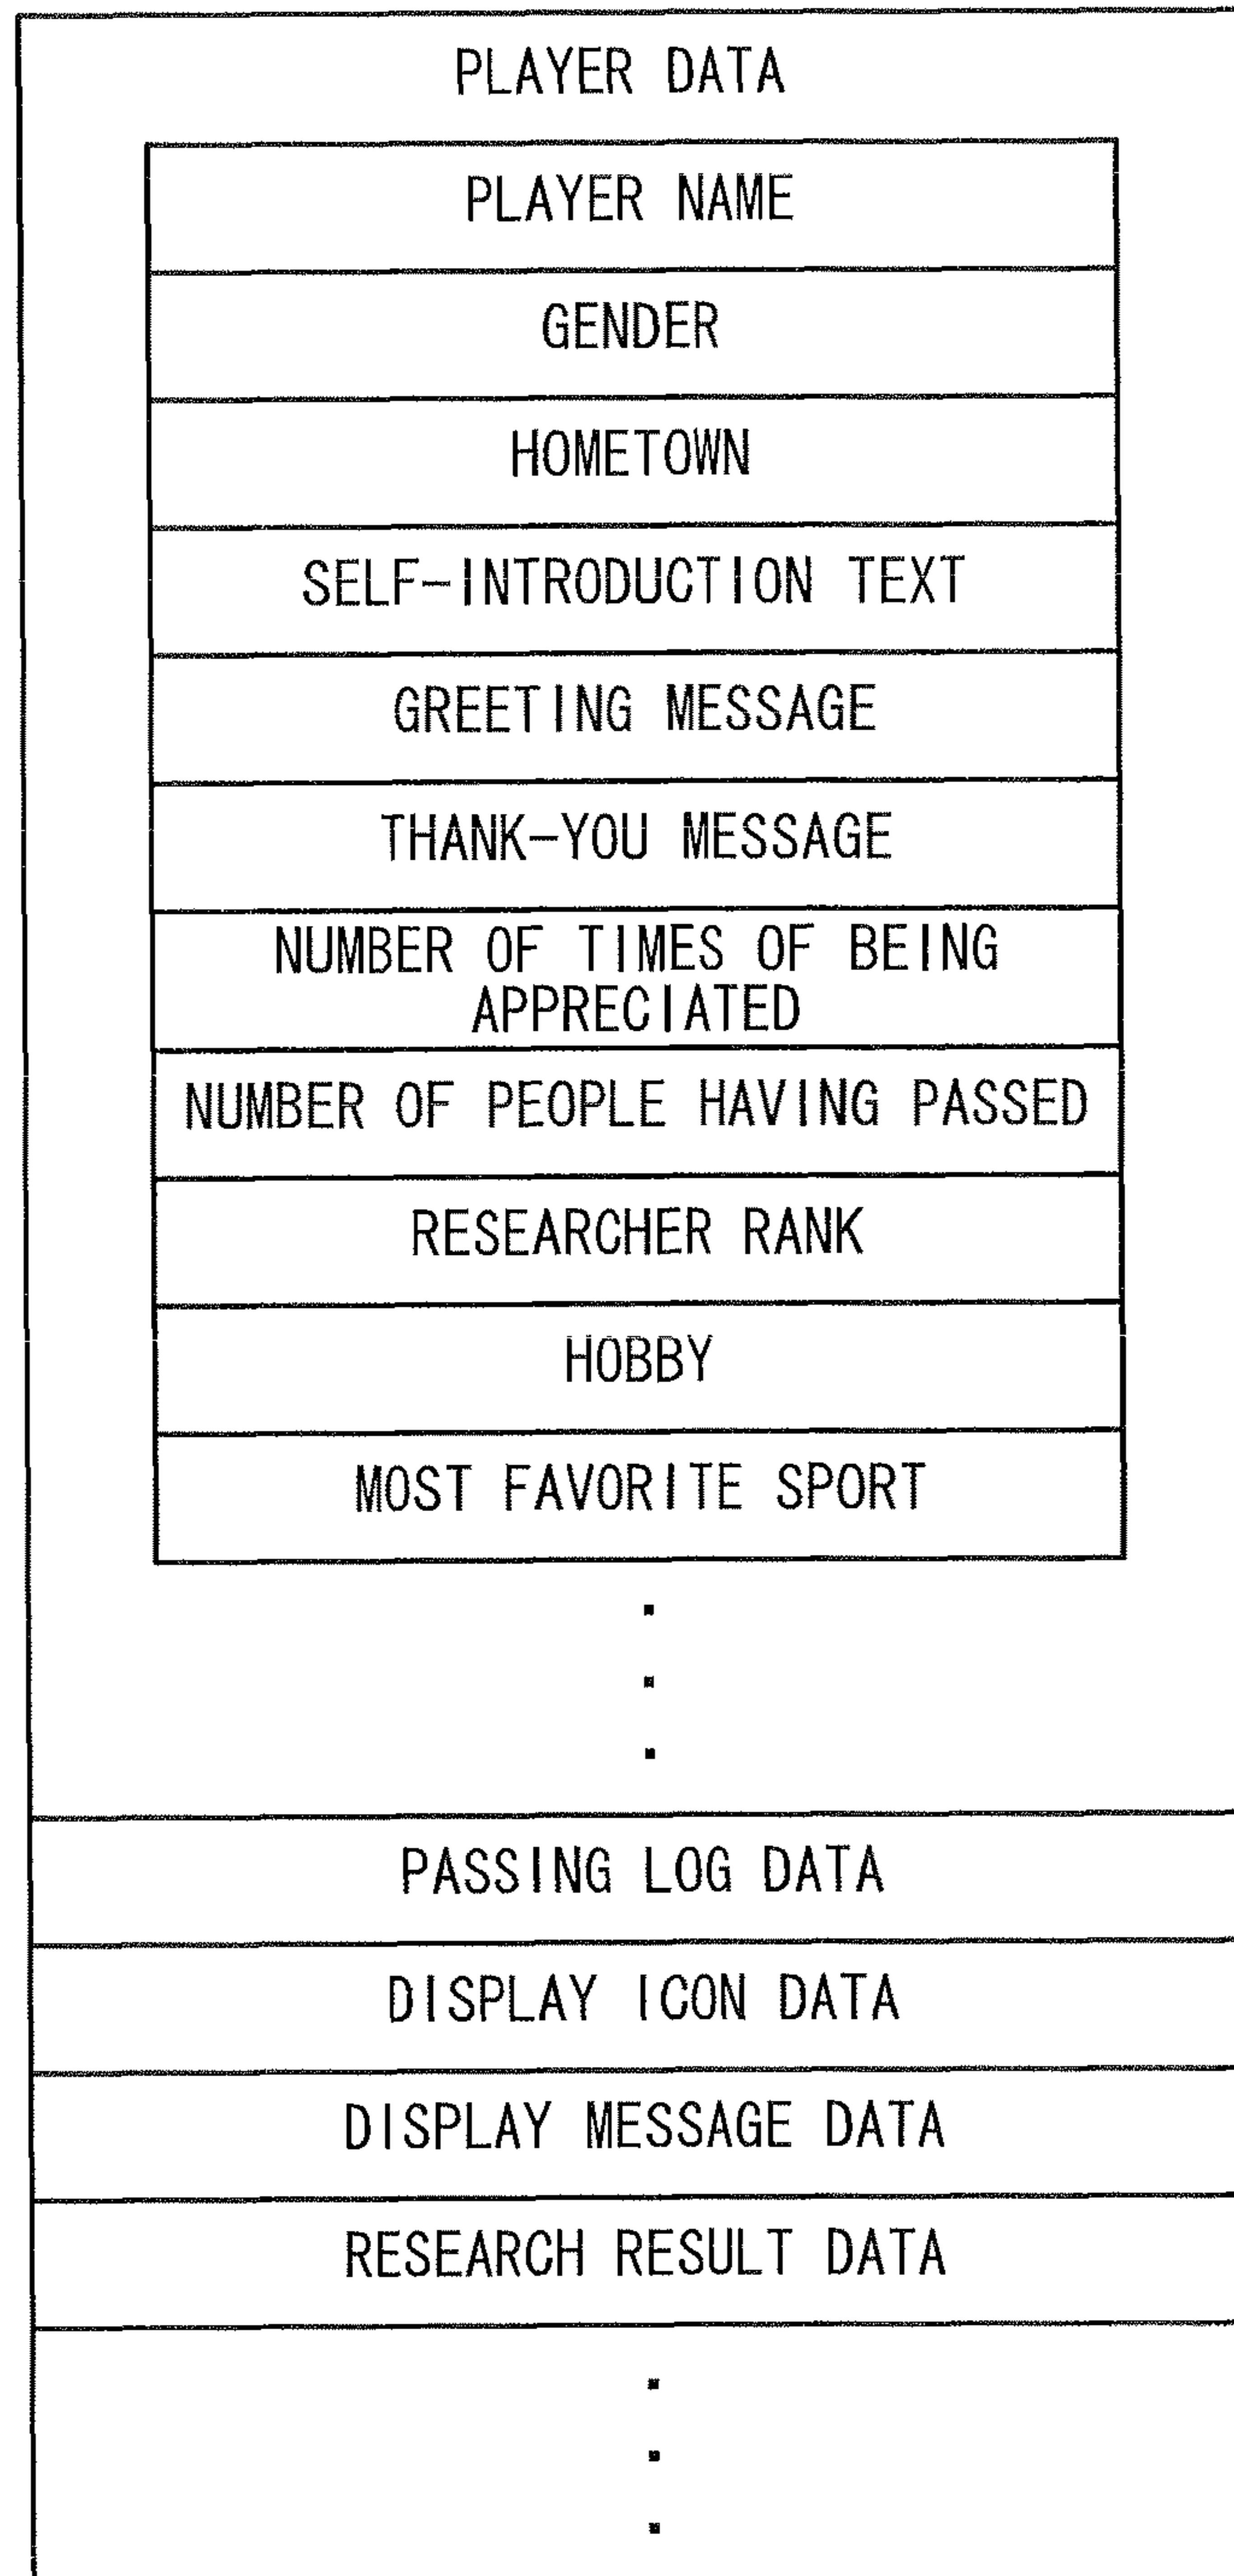 PLAYER DATA
PLAYER NAME
GENDER
HOMETOWN
SELF-INTRODUCTION TEXT
GREETING MESSAGE
THANK-YOU MESSAGE
NUMBER OF TIMES OF BEING
APPRECIATED
NUMBER OF PEOPLE HAVING PASSED
RESEARCHER RANK
HOBBY
MOST FAVORITE SPORT
PASSING LOG DATA
DISPLAY ICON DATA
DISPLAY MESSAGE DATA
RESEARCH RESULT DATA